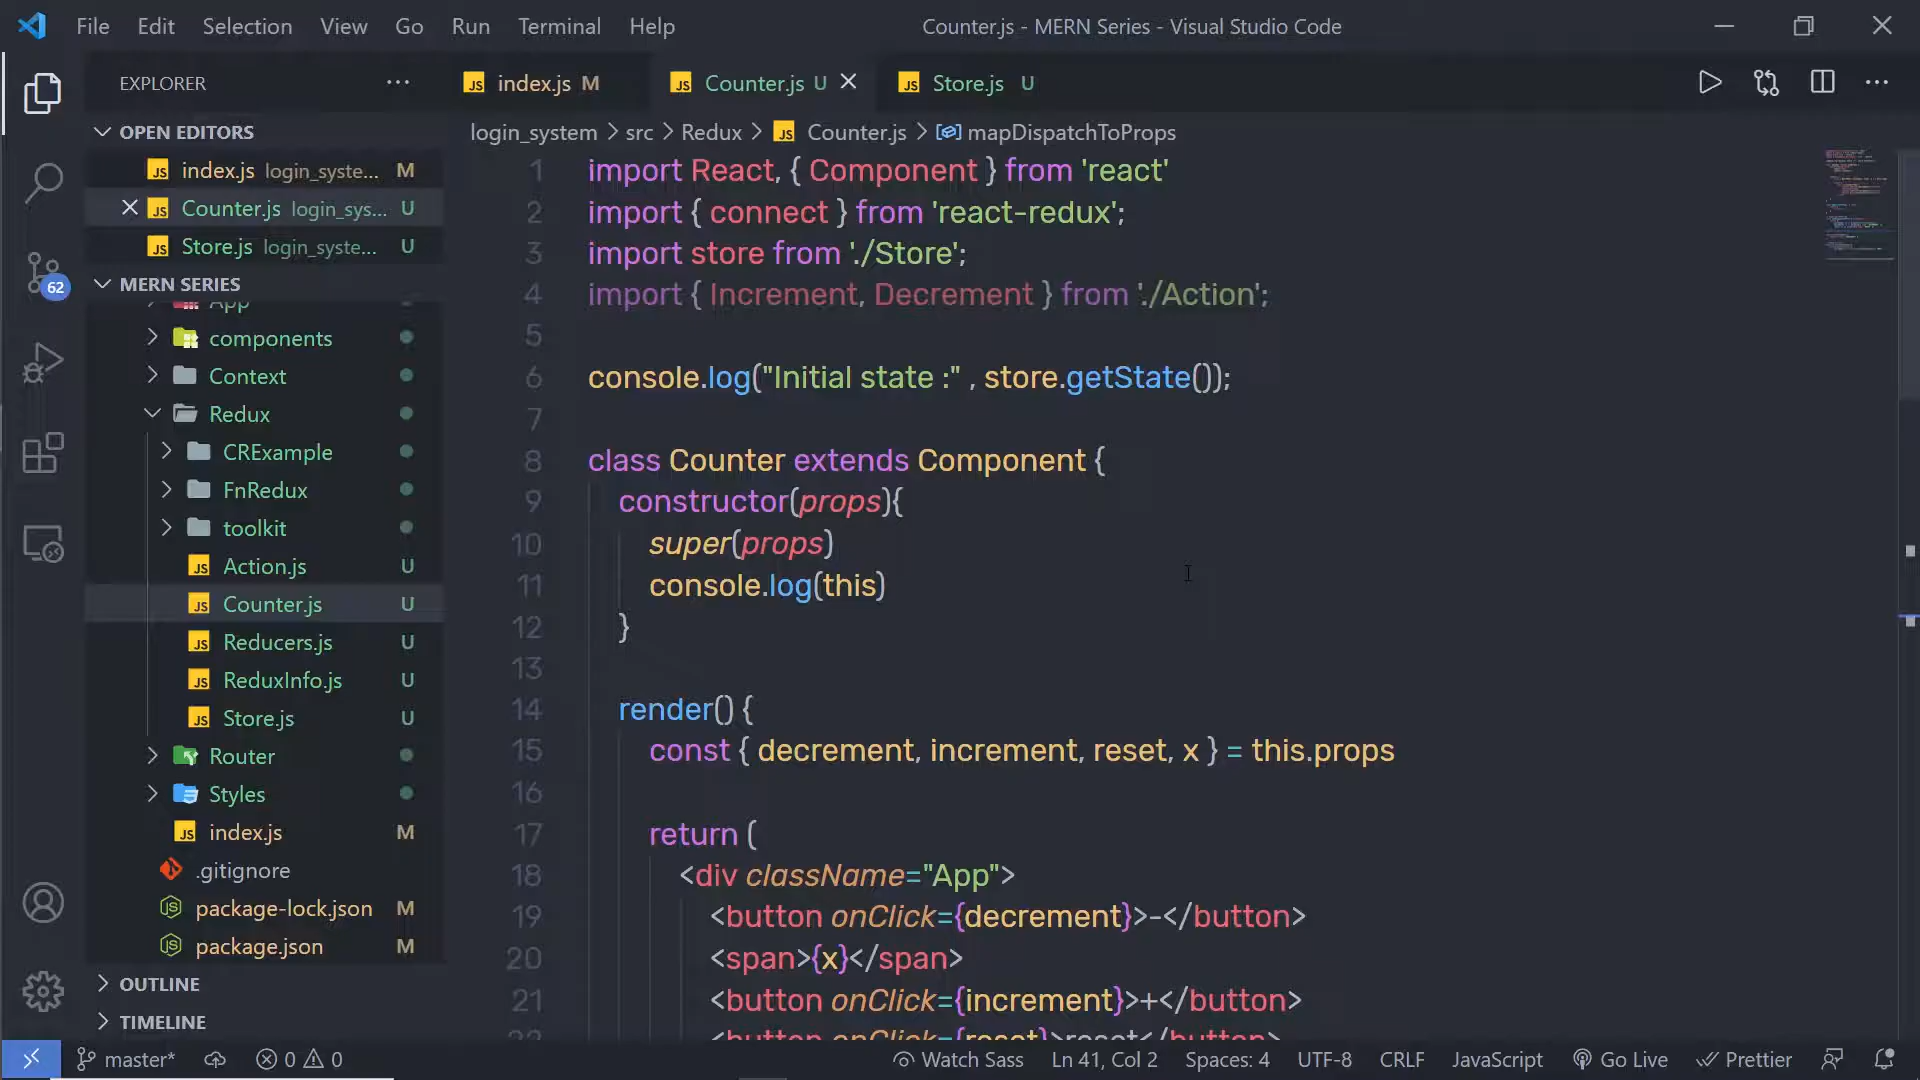 File Edit Selection View Go Run Terminal Help
Counter.js - MERN Series - Visual Studio Code
EXPLORER
index.js M
Counter.js U
Store.js U
OPEN EDITORS
index.js login_syste... M
Counter.js login_sys... U
Store.js login_syste... U
MERN SERIES
App
components
Context
Redux
CRExample
FnRedux
toolkit
Action.js U
Counter.js U
Reducers.js U
ReduxInfo.js U
Store.js U
Router
Styles
index.js M
.gitignore
package-lock.json M
package.json M
OUTLINE
TIMELINE
62
login_system > src > Redux > JS Counter.js > mapDispatchToProps
1 import React, { Component } from 'react'
2 import { connect } from 'react-redux';
3 import store from './Store';
4 import { Increment, Decrement } from './Action';
5
6 console.log("Initial state :" , store.getState());
7
8 class Counter extends Component {
9 constructor(props){
10 super(props)
11 console.log(this)
12 }
13
14 render() {
15 const { decrement, increment, reset, x } = this.props
16
17 return (
18 <div className="App">
19 <button onClick={decrement}>-</button>
20 <span>{x}</span>
21 <button onClick={increment}>+</button>
22 <button onClick={reset}>reset</button>
master* 0 0 Watch Sass Ln 41, Col 2 Spaces: 4 UTF-8 CRLF JavaScript Go Live Prettier